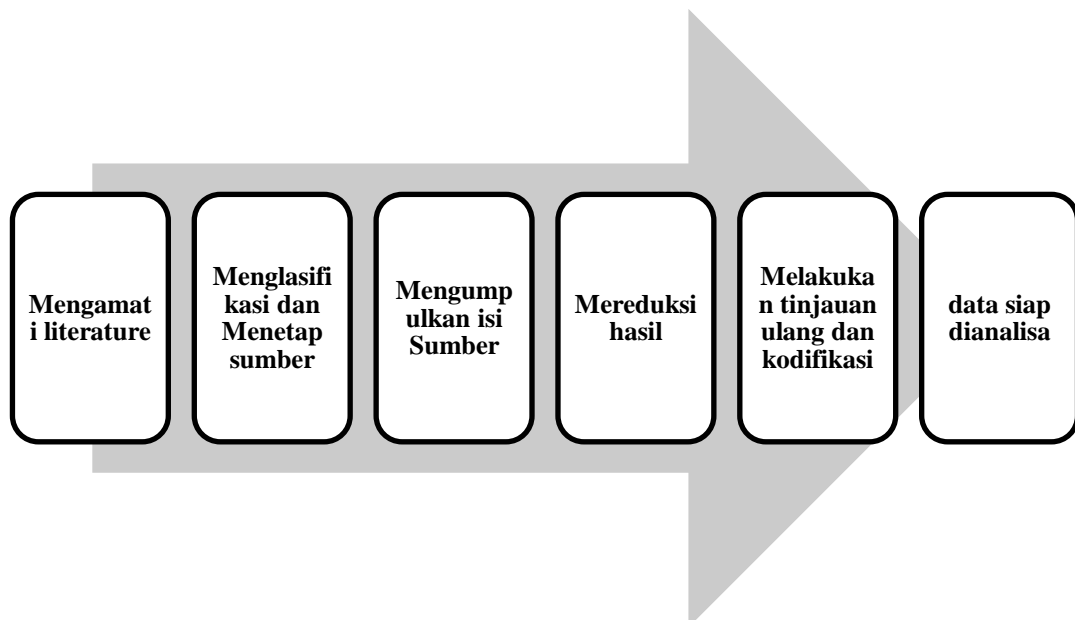 Mengamat
i literature
Menglasifi
kasi dan
Menetap
sumber
Mengump
ulkan isi
Sumber
Mereduksi
hasil
Melakuka
n tinjauan
ulang dan
kodifikasi
data siap
dianalisa